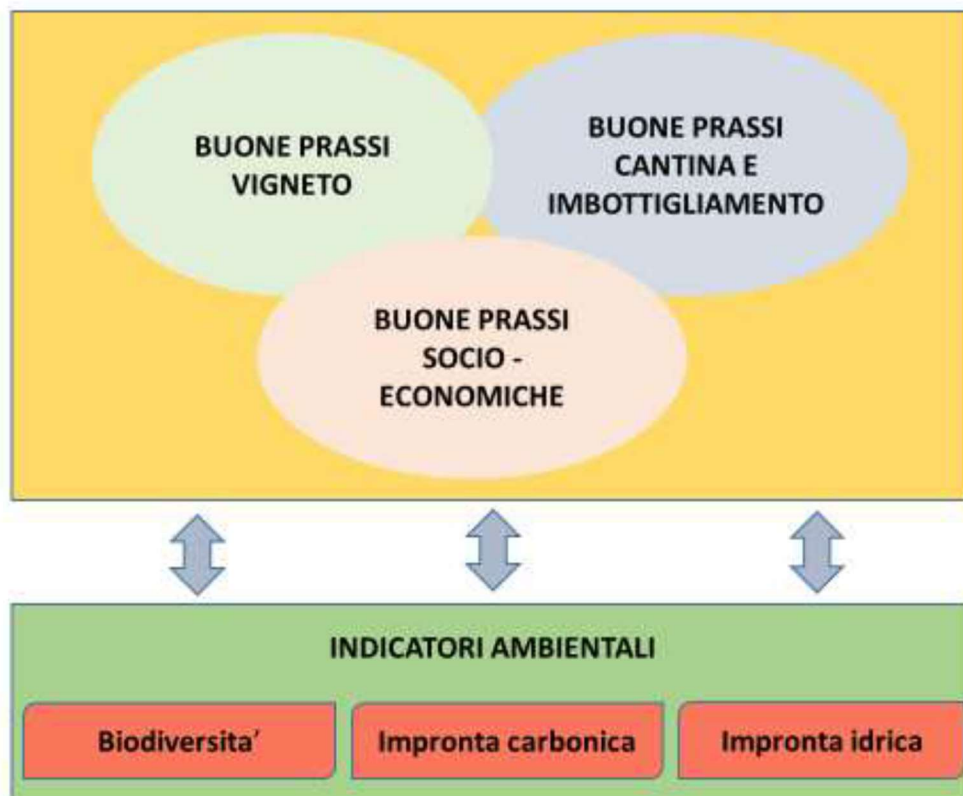 BUONE PRASSI
VIGNETO
BUONE PRASSI
CANTINA E
IMBOTTIGLIAMENTO
BUONE PRASSI
SOCIO -
ECONOMICHE
INDICATORI AMBIENTALI
Biodiversita’
Impronta carbonica
Impronta idrica